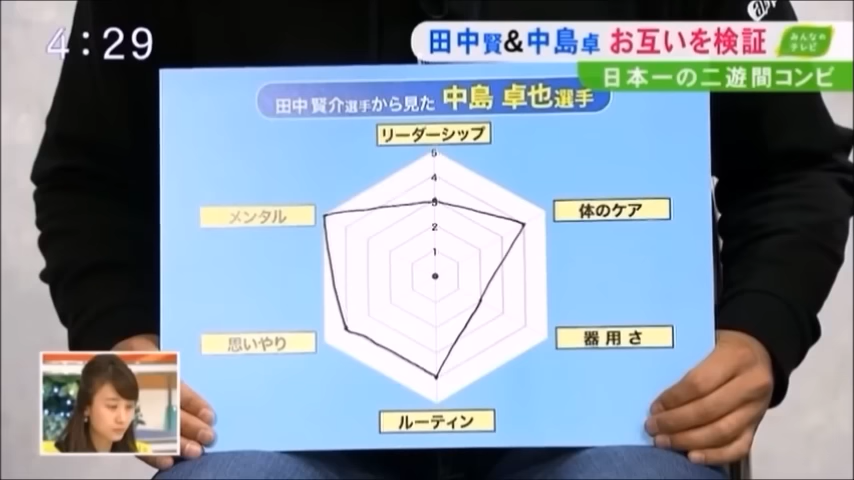 4:29
田中賢&中島卓 お互いを検証
みんなの
テレビ
日本一の二遊間コンビ
田中賢介選手から見た 中島 卓也選手
リーダーシップ
5
4
3
2
1
メンタル
体のケア
思いやり
器用さ
ルーティン